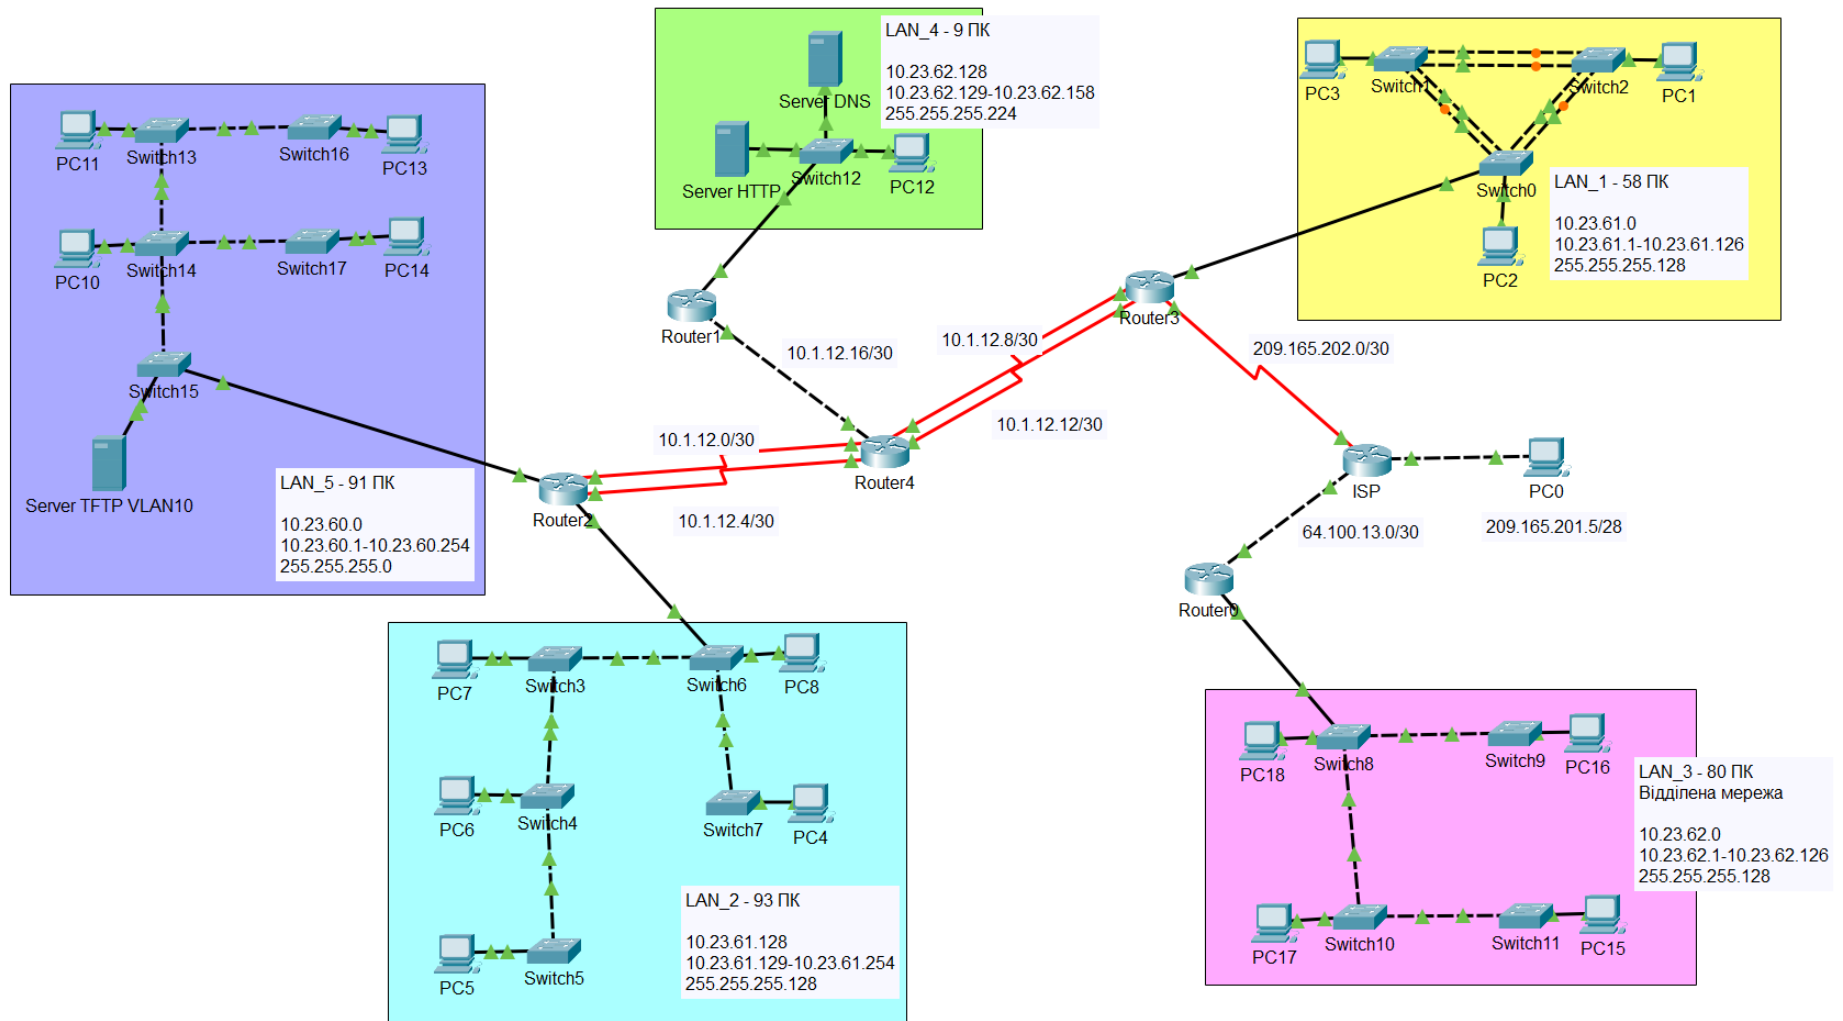 LAN_4 - 9 ПК
10.23.62.128
10.23.62.129-10.23.62.158
255.255.255.224
Server DNS
Server HTTP
Switch12
PC12
PC3
Switch1
Switch2
PC1
Switch0
PC2
LAN_1 - 58 ПК
10.23.61.0
10.23.61.1-10.23.61.126
255.255.255.128
PC11
Switch13
Switch16
PC13
PC10
Switch14
Switch17
PC14
Switch15
Server TFTP VLAN10
LAN_5 - 91 ПК
10.23.60.0
10.23.60.1-10.23.60.254
255.255.255.0
Router1
10.1.12.16/30
10.1.12.8/30
Router3
209.165.202.0/30
10.1.12.12/30
10.1.12.0/30
Router4
Router2
10.1.12.4/30
ISP
PC0
64.100.13.0/30
209.165.201.5/28
Router0
PC7
Switch3
Switch6
PC8
PC6
Switch4
Switch7
PC4
PC5
Switch5
LAN_2 - 93 ПК
10.23.61.128
10.23.61.129-10.23.61.254
255.255.255.128
PC18
Switch8
Switch9
PC16
PC17
Switch10
Switch11
PC15
LAN_3 - 80 ПК
Відділена мережа
10.23.62.0
10.23.62.1-10.23.62.126
255.255.255.128